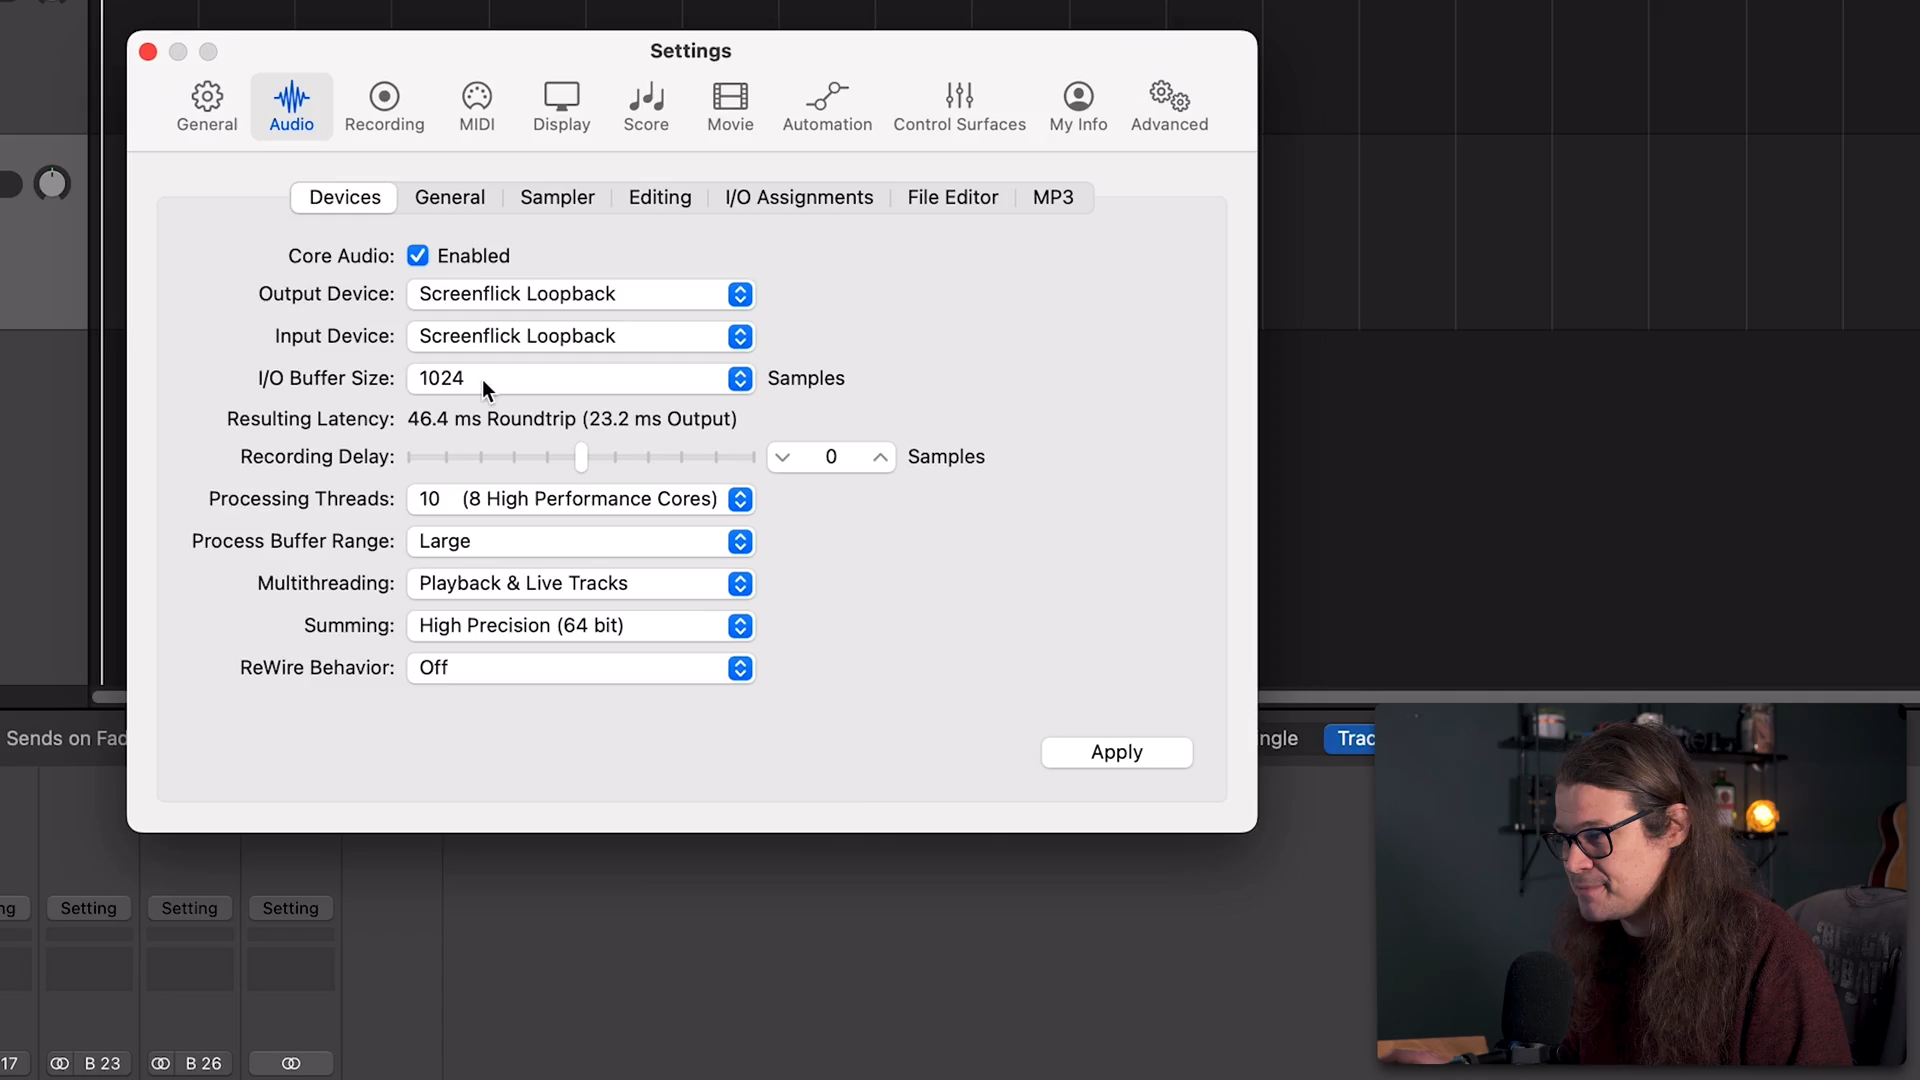 Settings
General Audio Recording MIDI Display Score Movie Automation Control Surfaces My Info Advanced
Devices General Sampler Editing I/O Assignments File Editor MP3
Core Audio: Enabled
Output Device: Screenflick Loopback
Input Device: Screenflick Loopback
I/O Buffer Size: 1024 Samples
Resulting Latency: 46.4 ms Roundtrip (23.2 ms Output)
Recording Delay: 0 Samples
Processing Threads: 10 (8 High Performance Cores)
Process Buffer Range: Large
Multithreading: Playback & Live Tracks
Summing: High Precision (64 bit)
ReWire Behavior: Off
Sends on Fad ngle Trac
Apply
ng Setting Setting Setting
17 B 23 B 26